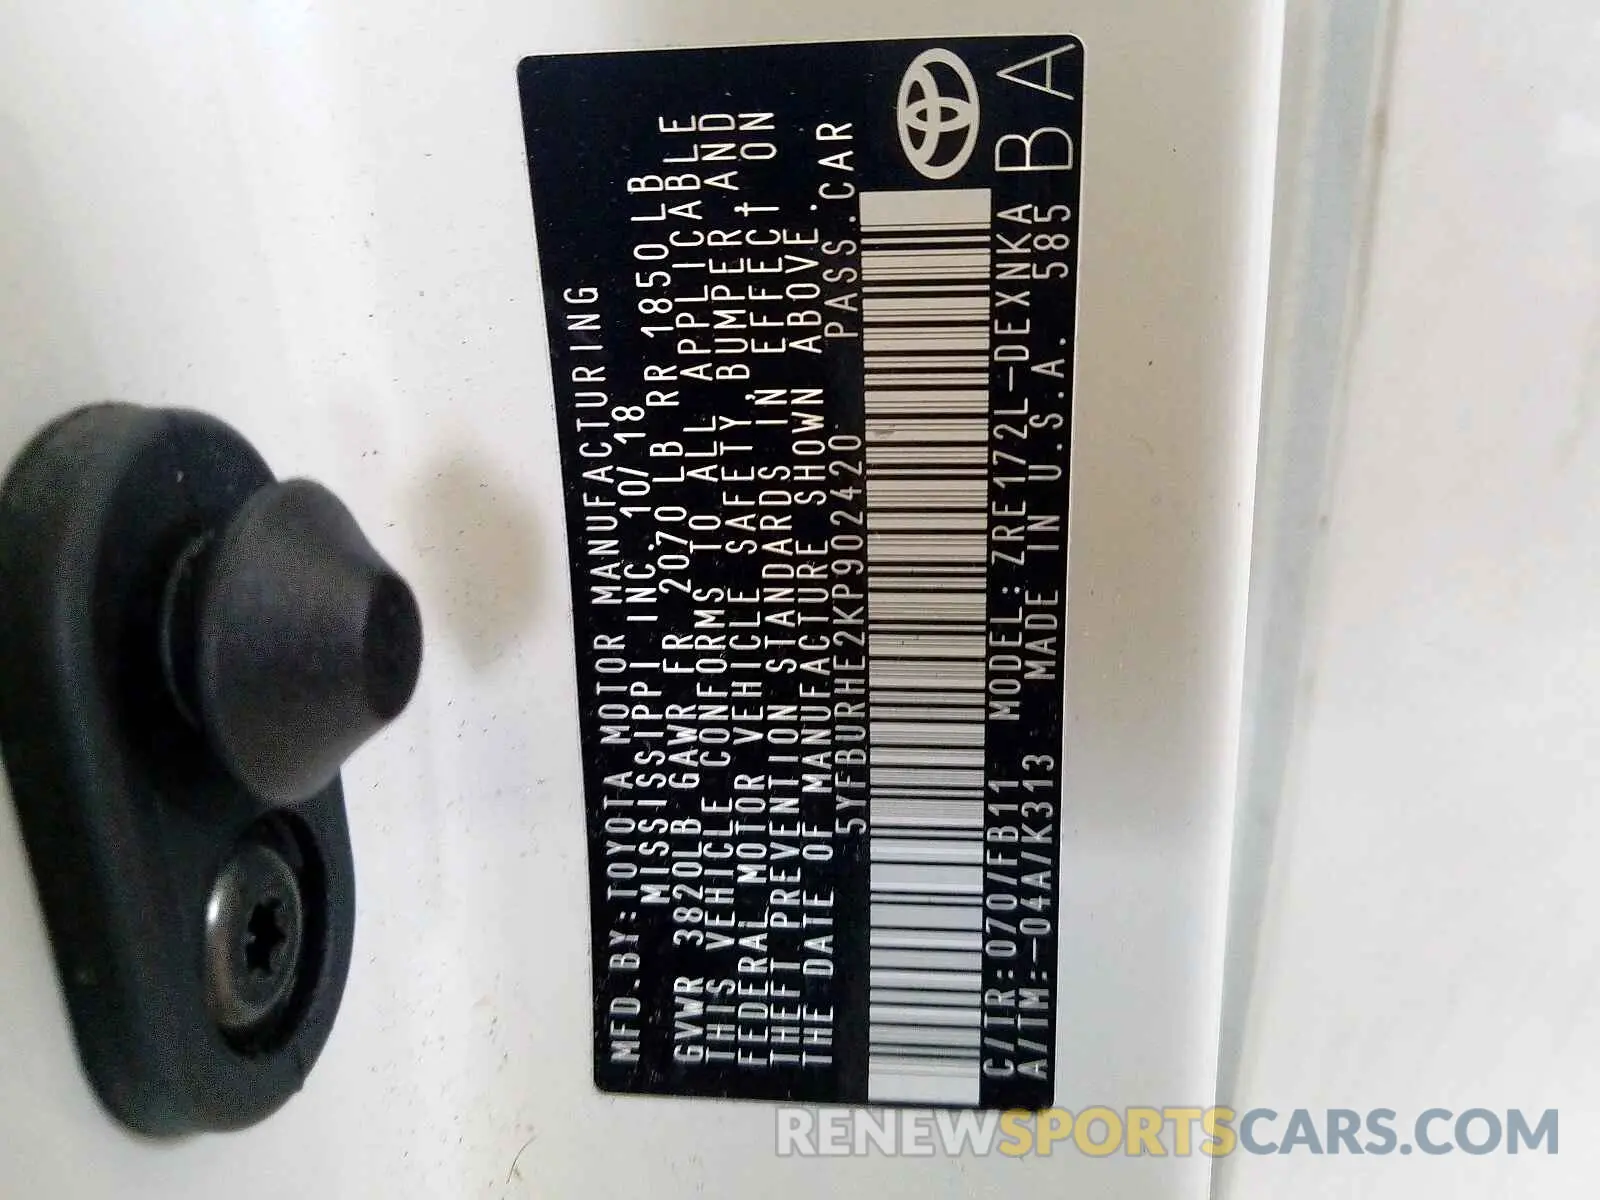 MFD.BY:TOYOTA MOTOR MANUFACTURING
MISSISSIPPI INC. 10/18
GVWR 3820LB GAWR FR 2070 LB RR 1850 LB
THIS VEHICLE CONFORMS TO ALL APPLICABLE
FEDERAL MOTOR VEHICLE SAFETY, BUMPER, AND
THEFT PREVENTION STANDARDS IN EFFECT ON
THE DATE OF MANUFACTURE SHOWN ABOVE.
5YFBURHE2KP902420 PASS.CAR
C/TR:070/FB11 MODEL:ZRE172L-DEXNKA B
A/TM:-04A/K313 MADE IN U.S.A. 585 A
RENEWSPORTSCARS.COM